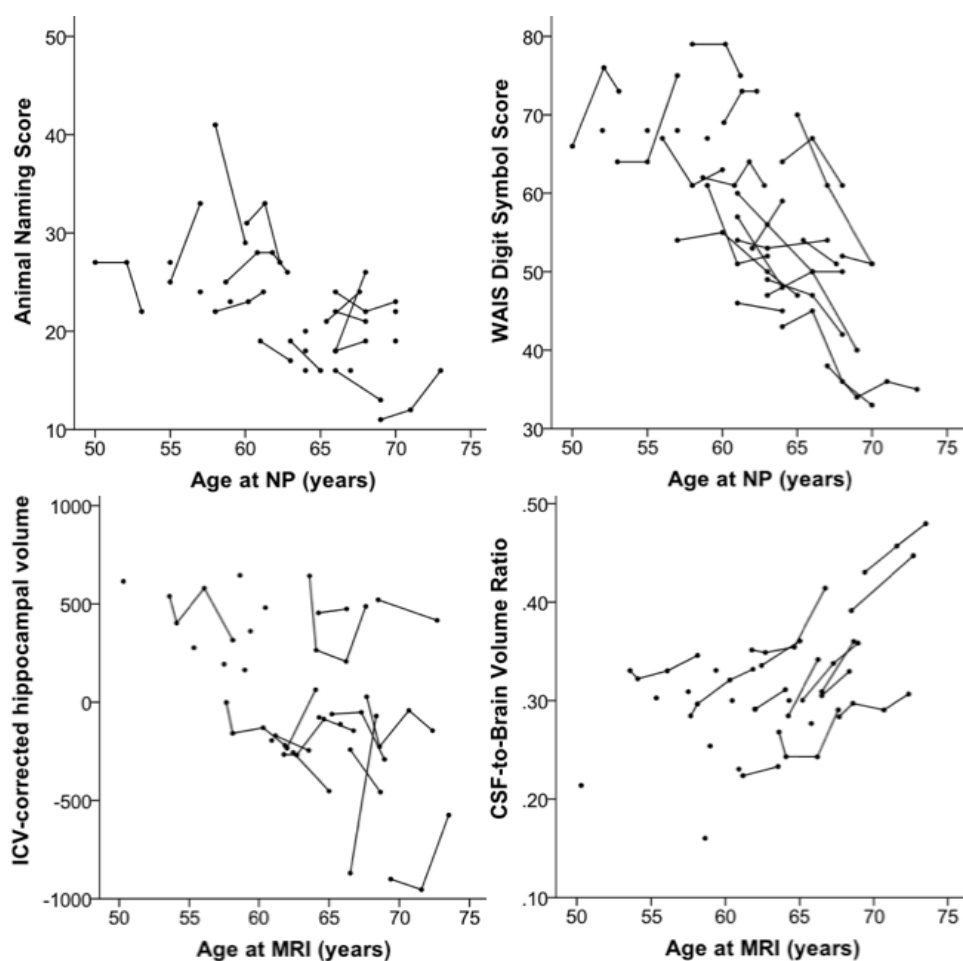 Animal Naming Score
50
40
30
20
10
50 55 60 65 70 75
Age at NP (years)
WAIS Digit Symbol Score
80
70
60
50
40
30
50 55 60 65 70 75
Age at NP (years)
ICV-corrected hippocampal volume
1000
500
0
-500
-1000
50 55 60 65 70 75
Age at MRI (years)
CSF-to-Brain Volume Ratio
.50
.40
.30
.20
.10
50 55 60 65 70 75
Age at MRI (years)